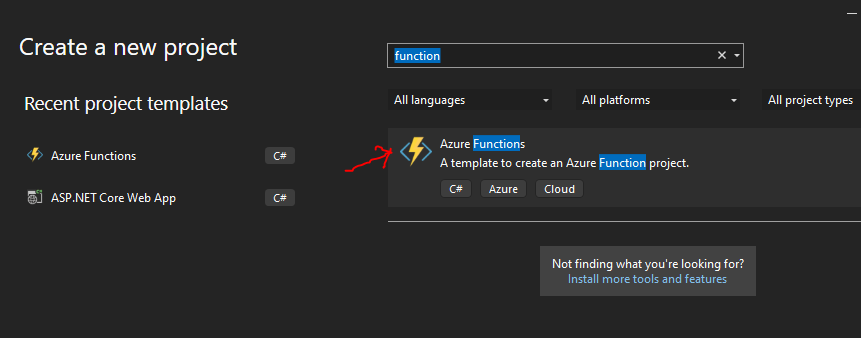 Create a new project
function
Recent project templates
All languages
All platforms
All project types
Azure Functions
C#
ASP.NET Core Web App
C#
Azure Functions
A template to create an Azure Function project.
C#
Azure
Cloud
Not finding what you're looking for?
Install more tools and features